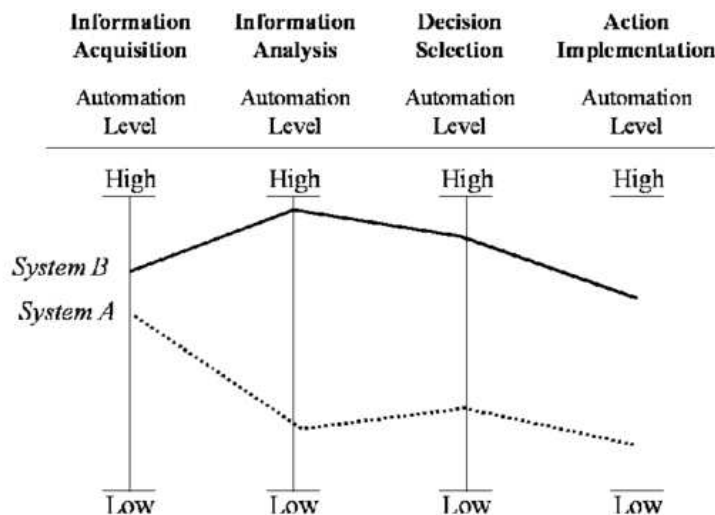 Information Information Decision Action
Acquisition Analysis Selection Implementation
Automation Automation Automation Automation
Level Level Level Level
High High High High
System B
System A
Low Low Low Low